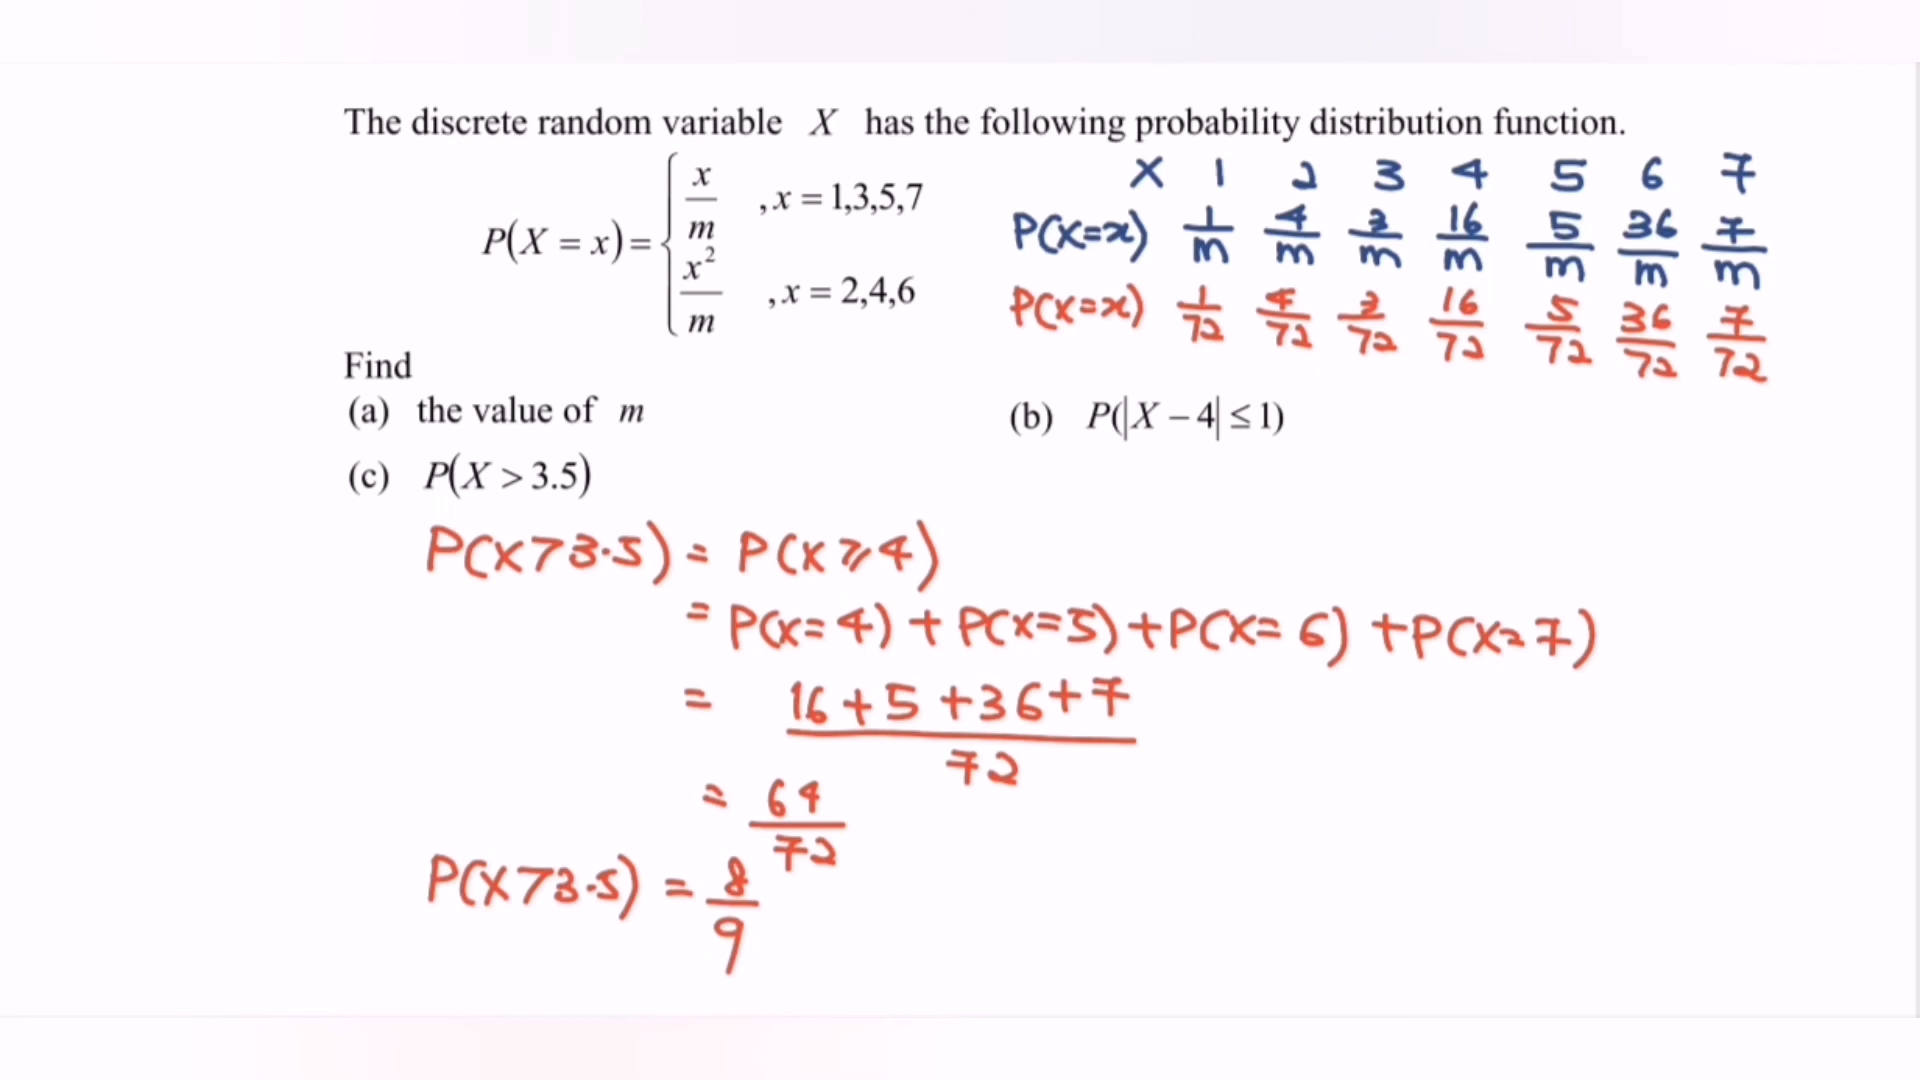 The discrete random variable X has the following probability distribution function.
P(X = x) = { x/m , x = 1,3,5,7
x²/m , x = 2,4,6
X 1 2 3 4 5 6 7
P(X=x) 1/m 4/m 3/m 16/m 5/m 36/m 7/m
P(X=x) 1/72 4/72 3/72 16/72 5/72 36/72 7/72
Find
(a) the value of m
(b) P(|X − 4| ≤ 1)
(c) P(X > 3.5)
P(X>3.5) = P(X ≥ 4)
= P(X=4) + P(X=5) + P(X=6) + P(X=7)
= 16+5+36+7/72
= 64/72
P(X>3.5) = 8/9